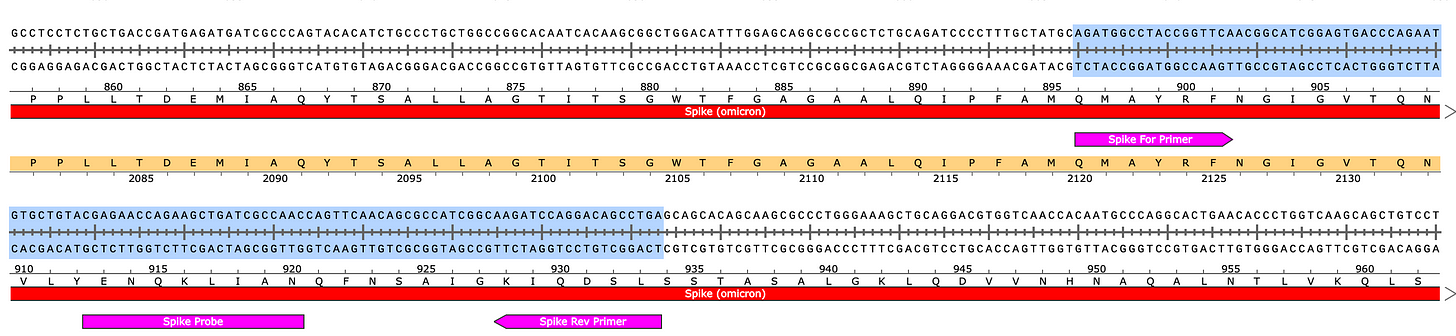 GCCTCCTCTGCTGACCGATGAGATGATCGCCCAGTACACATCTGCCCTGCTGGCCGGCACAATCACAAGCGGCTGGACATTTGGAGCAGGCGCCGCTCTGCAGATCCCCTTTGCTATGCAGATGGCCTACCGGTTCAACGGCATCGGAGTGACCCAGAAT
CGGAGGAGACGACTGGCTACTCTACTAGCGGGTCATGTGTAGACGGGACGACCGGCCGTGTTAGTGTTCGCCGACCTGTAAACCTCGTCCGCGGCGAGACGTCTAGGGGAAACGATACGTCTACCGGATGGCCAAGTTGCCGTAGCCTCACTGGGTCTTA
860 865 870 875 880 885 890 895 900 905
P P L L T D E M I A Q Y T S A L L A G T I T S G W T F G A G A A L Q I P F A M Q M A Y R F N G I G V T Q N
Spike (omicron)
Spike For Primer
P P L L T D E M I A Q Y T S A L L A G T I T S G W T F G A G A A L Q I P F A M Q M A Y R F N G I G V T Q N
2085 2090 2095 2100 2105 2110 2115 2120 2125 2130
GTGCTGTACGAGAACCAGAAGCTGATCGCCAACCAGTTCAACAGCGCCATCGGCAAGATCCAGGACAGCCTGAGCAGCACAGCAAGCGCCCTGGGAAAGCTGCAGGACGTGGTCAACCACAATGCCCAGGCACTGAACACCCTGGTCAAGCAGCTGTCCT
CACGACATGCTCTTGGTCTTCGACTAGCGGTTGGTCAAGTTGTCGCGGTAGCCGTTCTAGGTCCTGTCGGACTCGTCGTGTCGTTCGCGGGACCCTTTCGACGTCCTGCACCAGTTGGTGTTACGGGTCCGTGACTTGTGGGACCAGTTCGTCGACAGGA
910 915 920 925 930 935 940 945 950 955 960
V L Y E N Q K L I A N Q F N S A I G K I Q D S L S S T A S A L G K L Q D V V N H N A Q A L N T L V K Q L S
Spike (omicron)
Spike Probe Spike Rev Primer